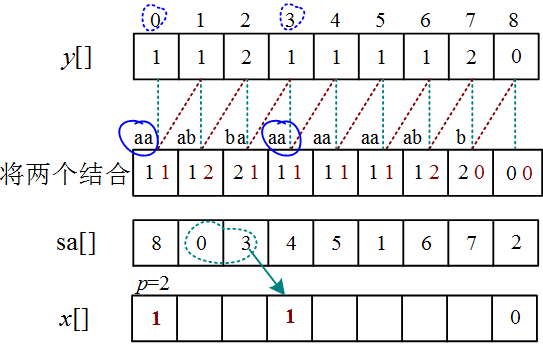 0 1 2 3 4 5 6 7 8
y[] 1 1 2 1 1 1 1 2 0
aa ab ba aa aa aa ab b
将两个结合 1 1 1 2 2 1 1 1 1 1 1 1 1 2 2 0 0 0
sa[] 8 0 3 4 5 1 6 7 2
p=2
x[] 1 1 0